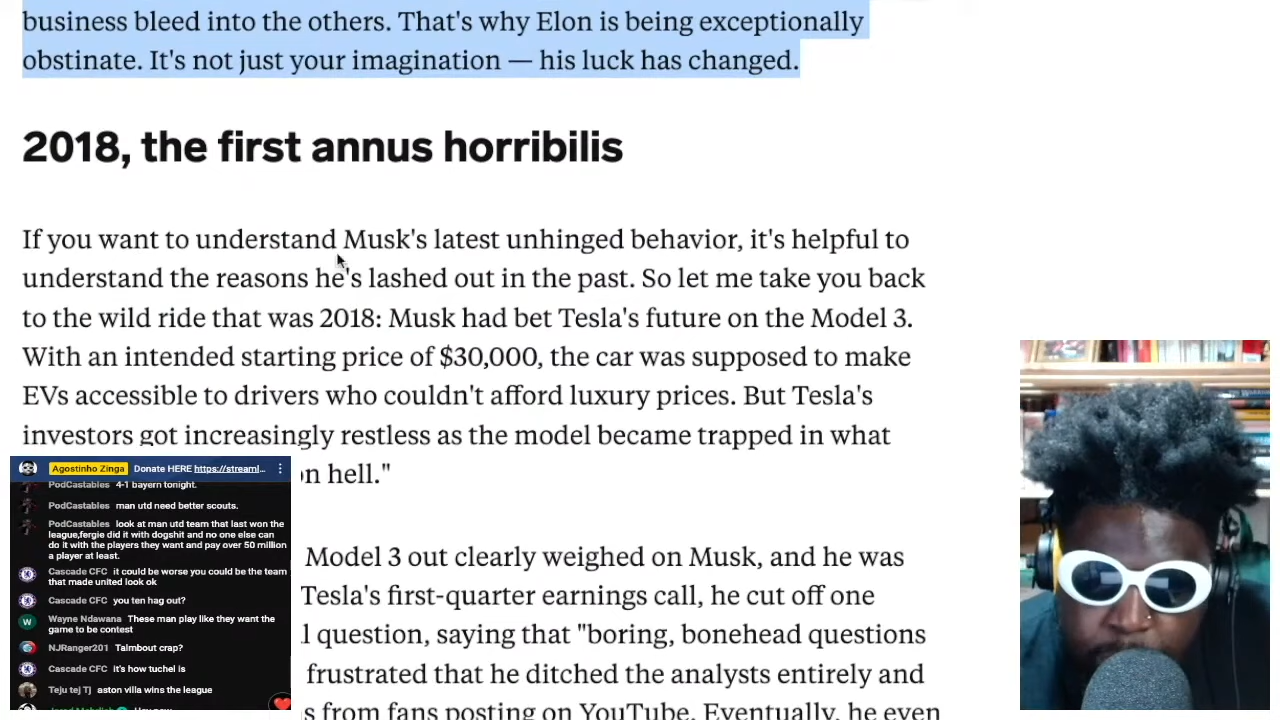 business bleed into the others. That's why Elon is being exceptionally
obstinate. It's not just your imagination — his luck has changed.
2018, the first annus horribilis
If you want to understand Musk's latest unhinged behavior, it's helpful to
understand the reasons he's lashed out in the past. So let me take you back
to the wild ride that was 2018: Musk had bet Tesla's future on the Model 3.
With an intended starting price of $30,000, the car was supposed to make
EVs accessible to drivers who couldn't afford luxury prices. But Tesla's
investors got increasingly restless as the model became trapped in what
on hell."
Model 3 out clearly weighed on Musk, and he was
Tesla's first-quarter earnings call, he cut off one
l question, saying that "boring, bonehead questions
frustrated that he ditched the analysts entirely and
s from fans posting on YouTube. Eventually, he even
Agostinho Zinga Donate HERE https://streaml...
PodCastables 4-1 bayern tonight.
PodCastables man utd need better scouts.
PodCastables look at man utd team that last won the
league,fergie did it with dogshit and no one else can
do it with the players they want and pay over 50 million
a player at least.
Cascade CFC it could be worse you could be the team
that made united look ok
Cascade CFC you ten hag out?
W Wayne Ndawana These man play like they want the
game to be contest
NJRanger201 Talmbout crap?
Cascade CFC it's how tuchel is
Teju tej Tj aston villa wins the league